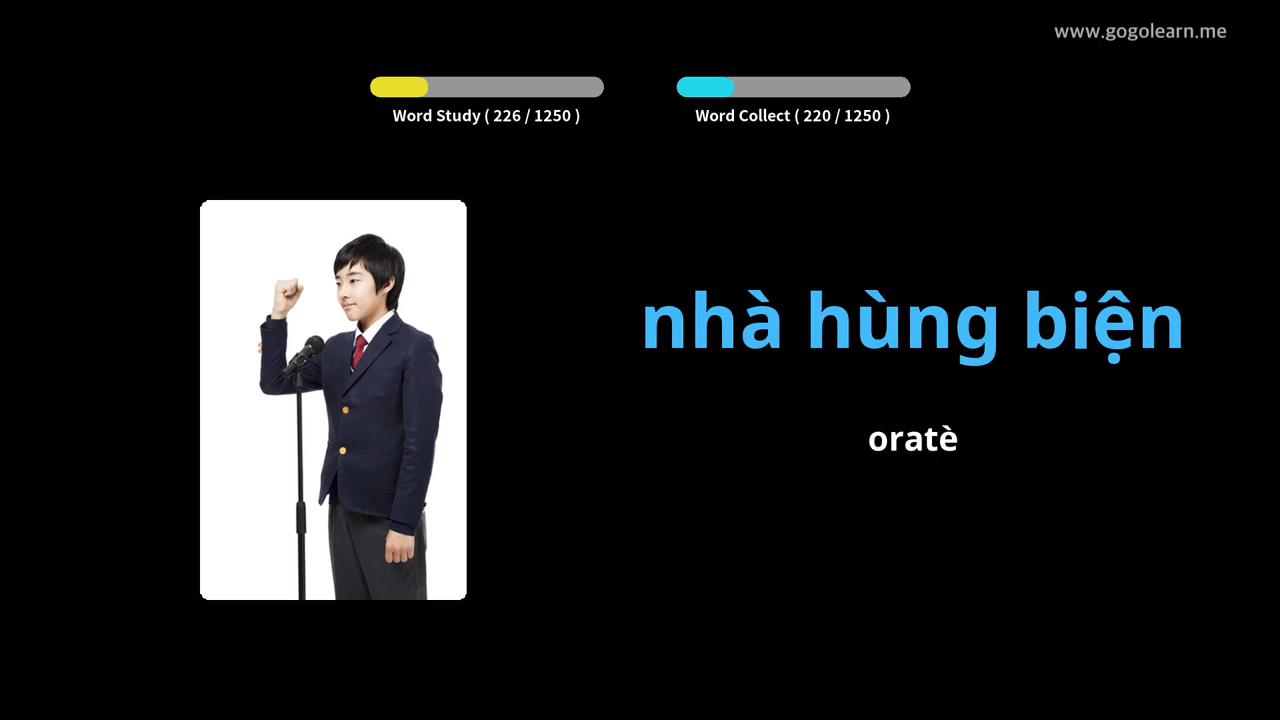 www.gogolearn.me
Word Study ( 226 / 1250 )
Word Collect ( 220 / 1250 )
nhà hùng biện
oratè